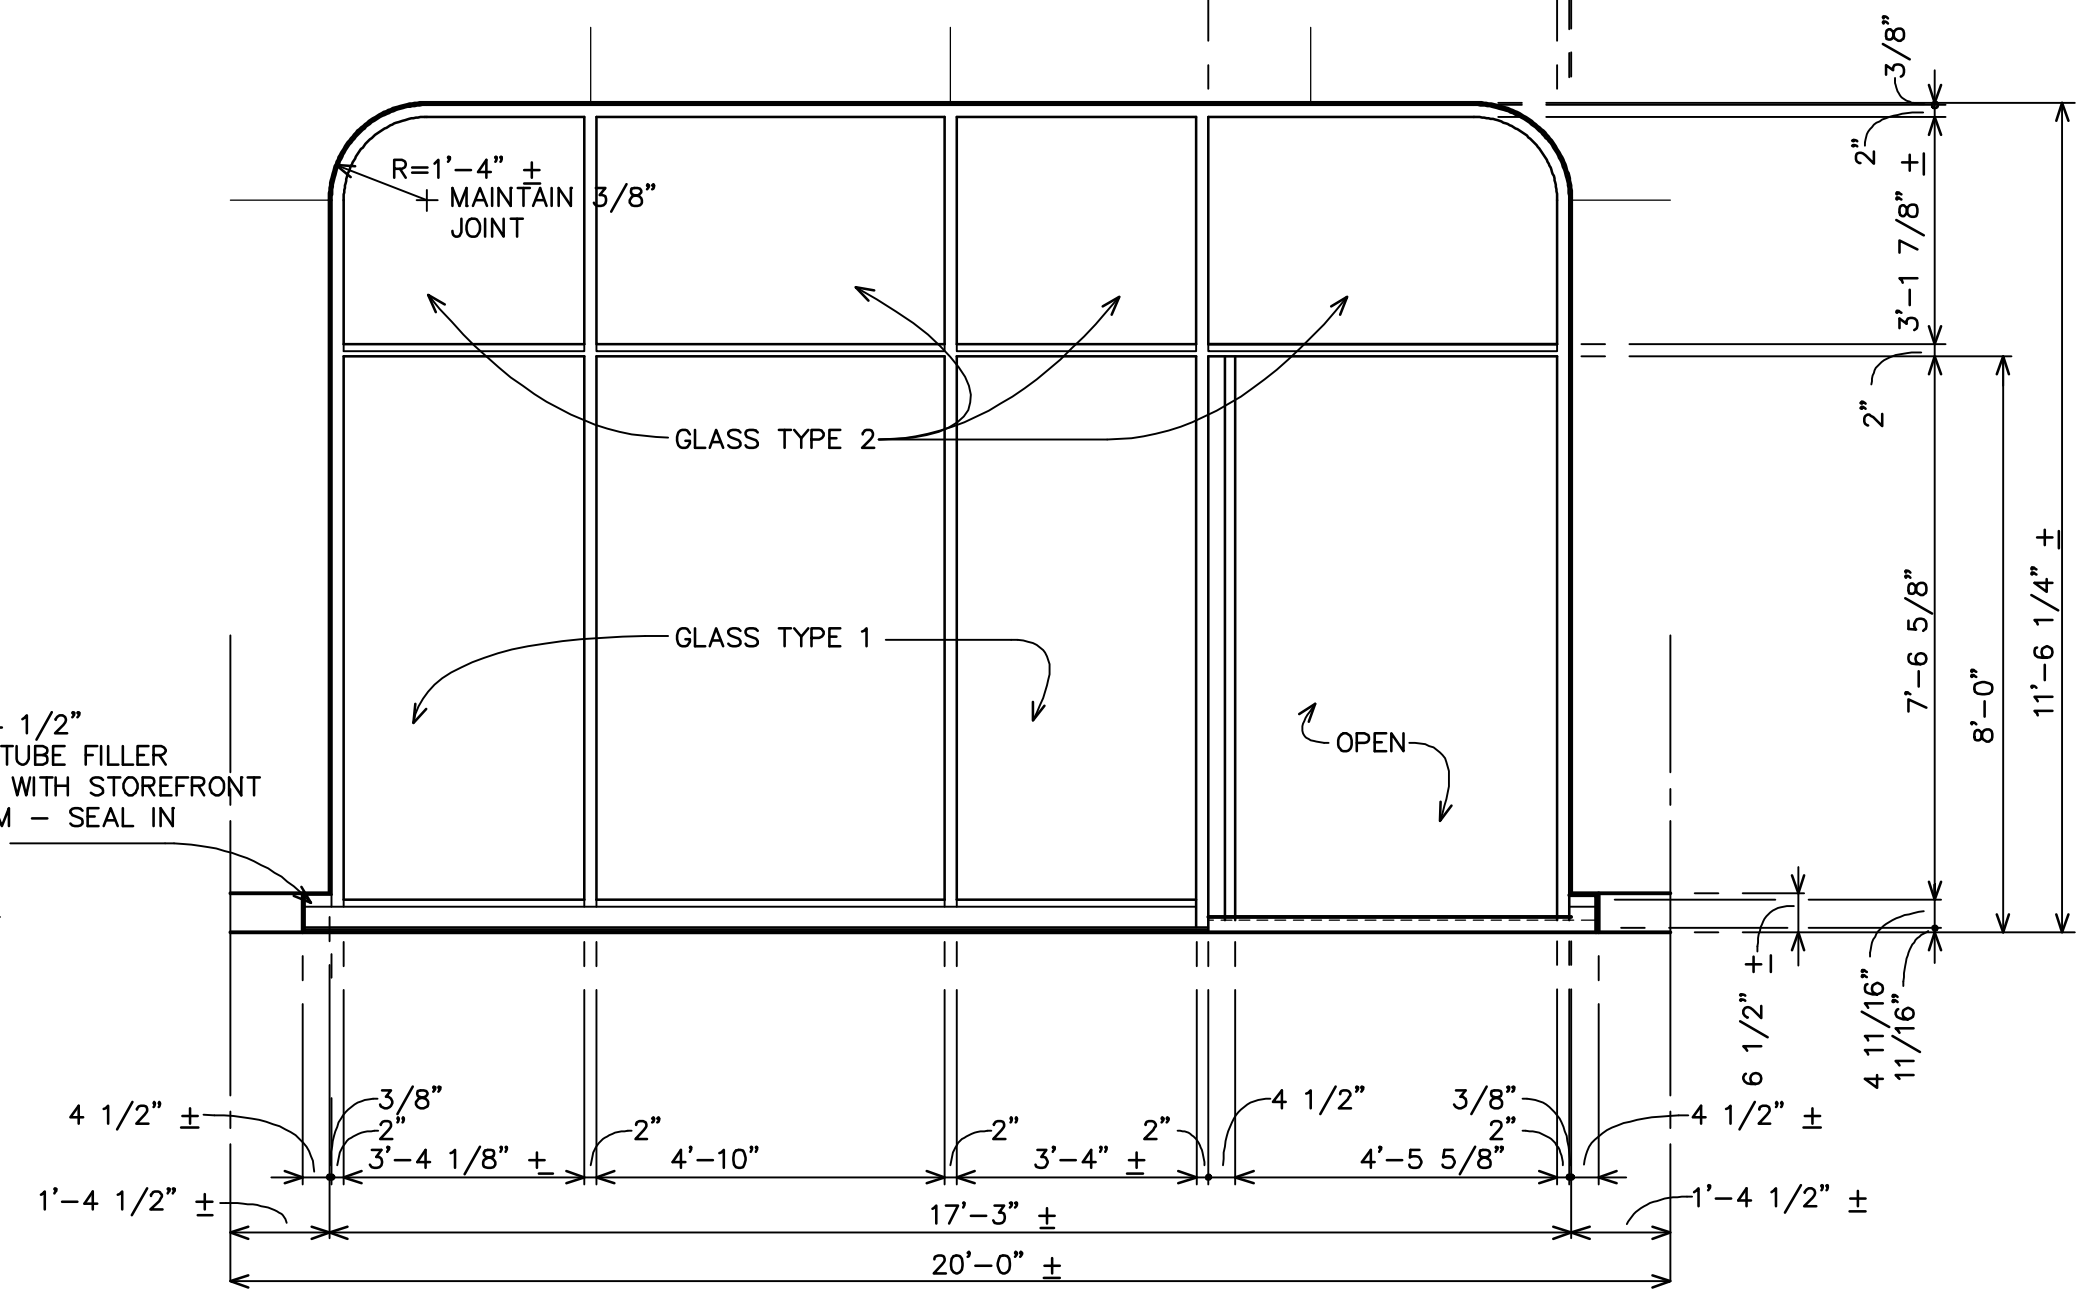 3/8"
2"
R=1'-4" ±
MAINTAIN 3/8"
JOINT
3'-1 7/8" ±
2"
GLASS TYPE 2
GLASS TYPE 1
7'-6 5/8"
8'-0"
11'-6 1/4" ±
- 1/2"
TUBE FILLER
WITH STOREFRONT
M - SEAL IN
OPEN
6 1/2" ±
4 11/16"
11/16"
4 1/2" ±
3/8"
2"
3'-4 1/8" ±
2"
4'-10"
2"
3'-4" ±
2"
4 1/2"
4'-5 5/8"
3/8"
2"
4 1/2" ±
1'-4 1/2" ±
17'-3" ±
1'-4 1/2" ±
20'-0" ±